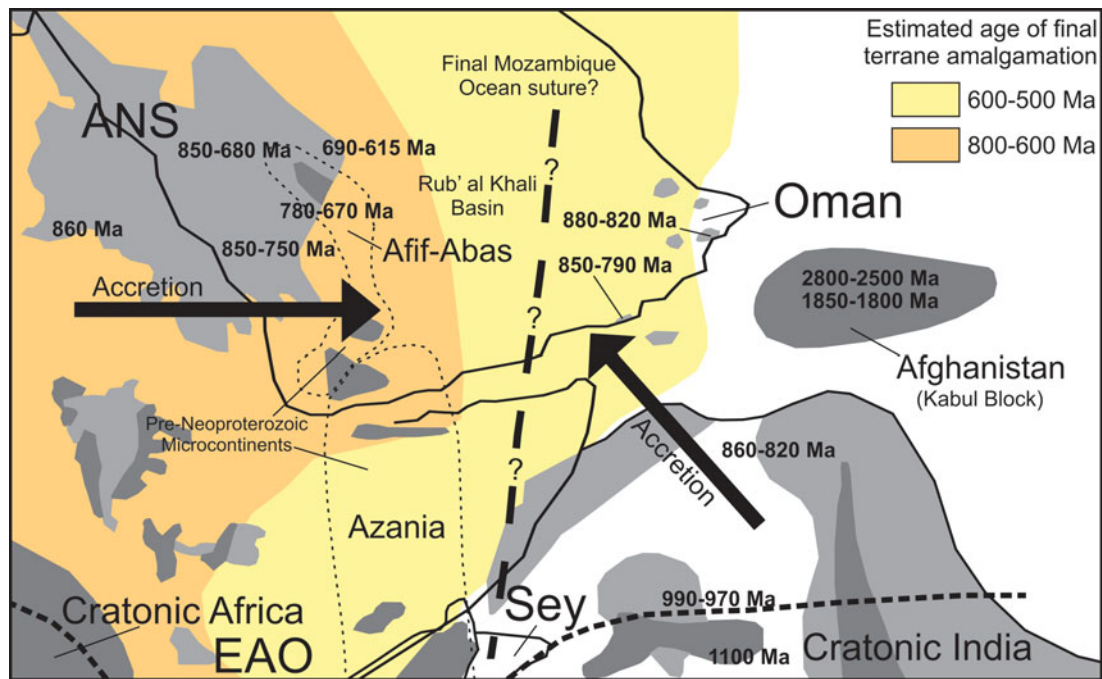 Estimated age of final
terrane amalgamation
600-500 Ma
800-600 Ma
Final Mozambique
Ocean suture?
ANS
850-680 Ma
690-615 Ma
?
Rub' al Khali
Basin
Oman
780-670 Ma
880-820 Ma
860 Ma
850-750 Ma
Afif-Abas
850-790 Ma
2800-2500 Ma
1850-1800 Ma
Accretion
?
Afghanistan
(Kabul Block)
Pre-Neoproterozoic
Microcontinents
Accretion
860-820 Ma
?
Azania
Cratonic Africa
Sey
990-970 Ma
EAO
1100 Ma
Cratonic India